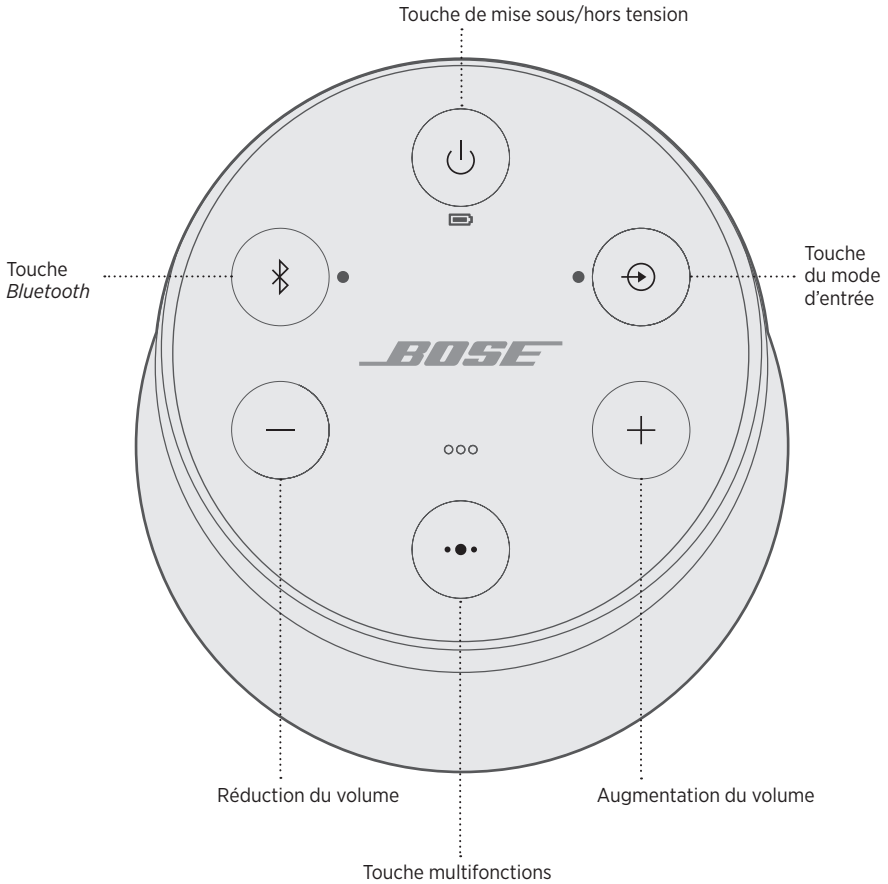 Touche de mise sous/hors tension
Touche
Bluetooth
Touche
du mode
d'entrée
BOSE
Réduction du volume
Augmentation du volume
Touche multifonctions